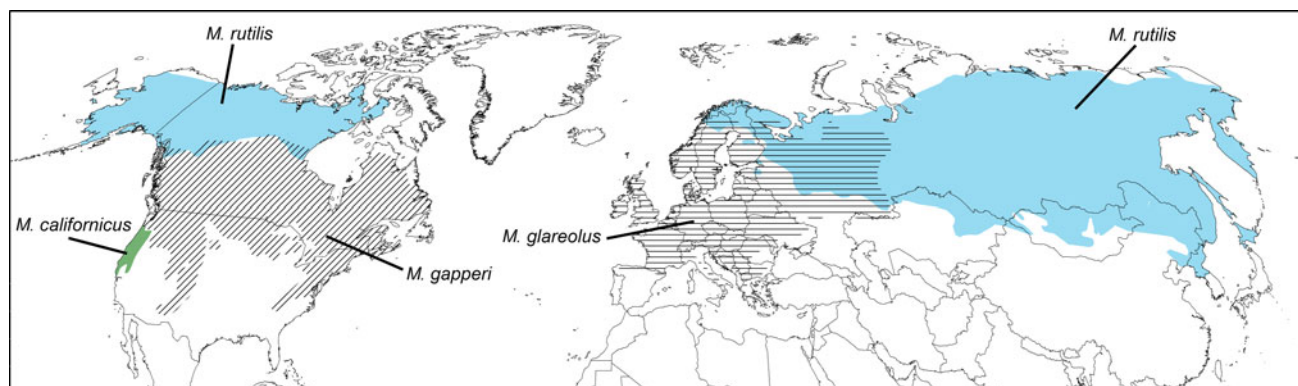 M. rutilis
M. rutilis
M. californicus
M. glareolus
M. gapperi